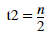 t2 = n/2